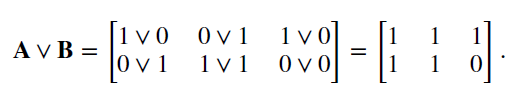 A ∨ B = [1 ∨ 0 0 ∨ 1 1 ∨ 0
0 ∨ 1 1 ∨ 1 0 ∨ 0] = [1 1 1
1 1 0].